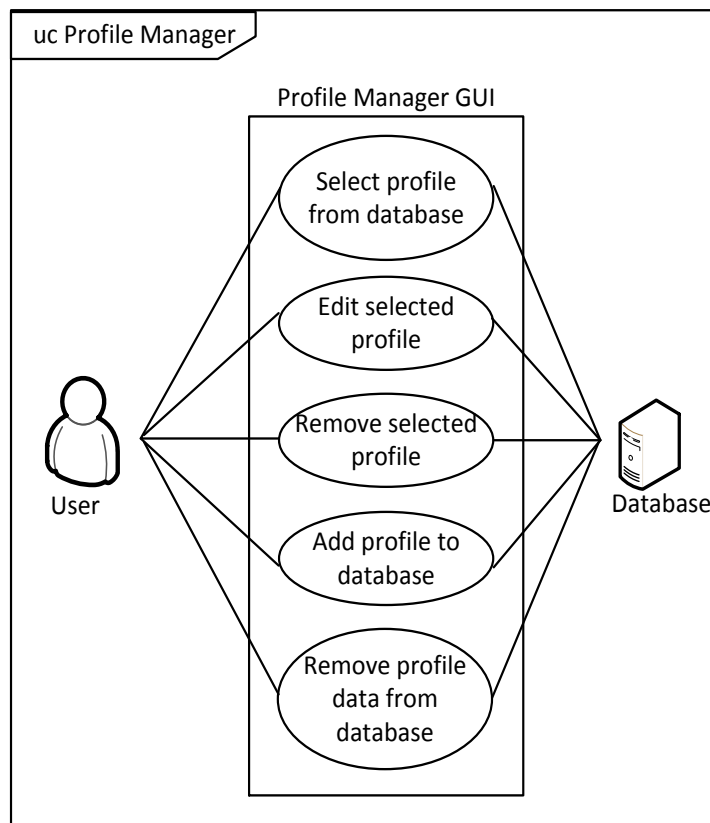 uc Profile Manager
Profile Manager GUI
Select profile
from database
Edit selected
profile
Remove selected
profile
User
Database
Add profile to
database
Remove profile
data from
database